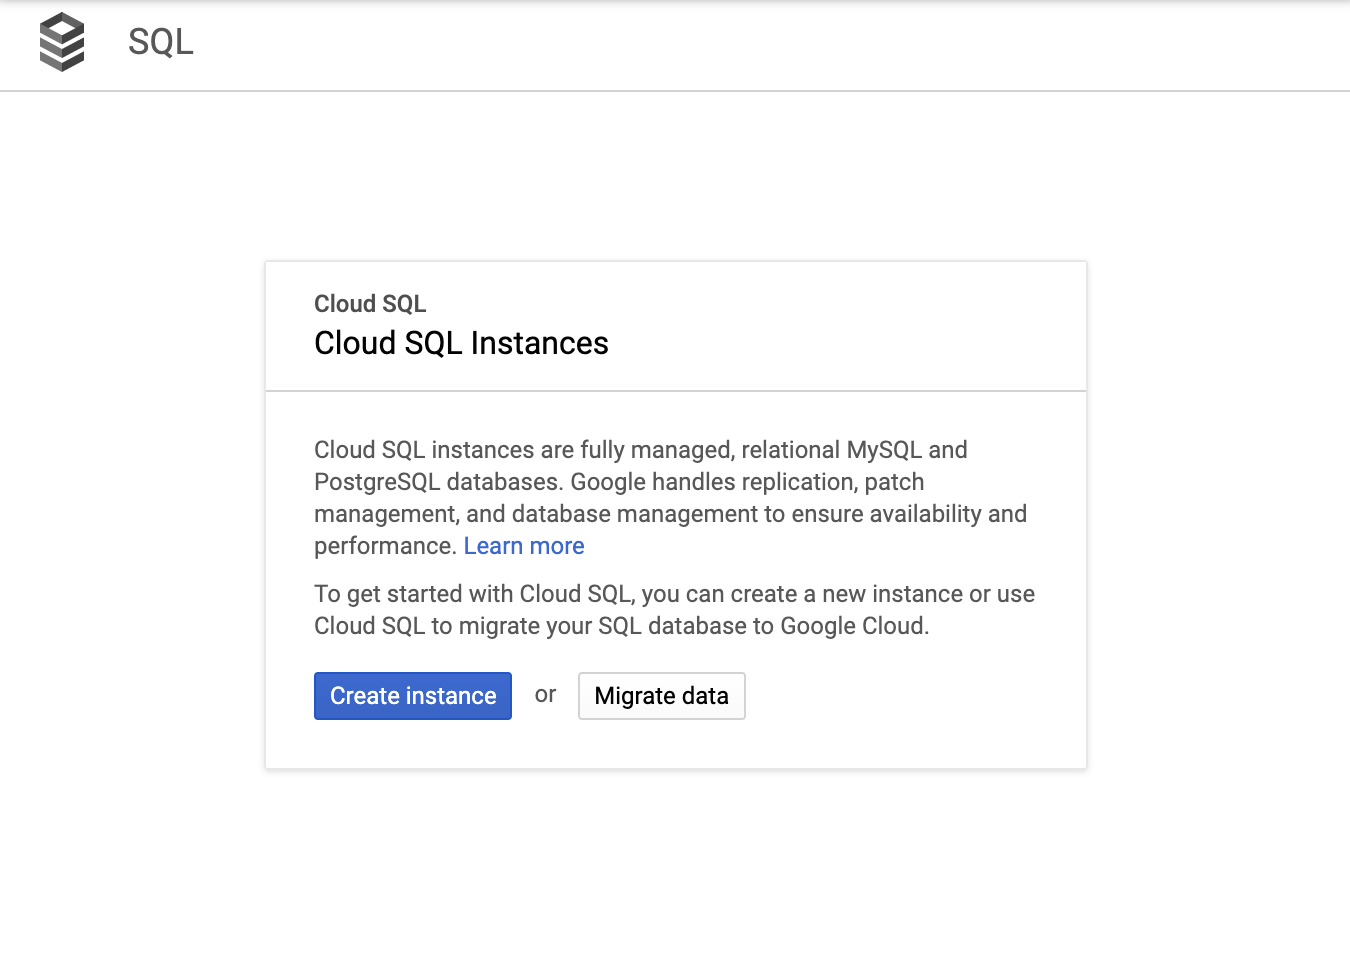 SQL
Cloud SQL
Cloud SQL Instances
Cloud SQL instances are fully managed, relational MySQL and
PostgreSQL databases. Google handles replication, patch
management, and database management to ensure availability and
performance. Learn more
To get started with Cloud SQL, you can create a new instance or use
Cloud SQL to migrate your SQL database to Google Cloud.
Create instance or Migrate data